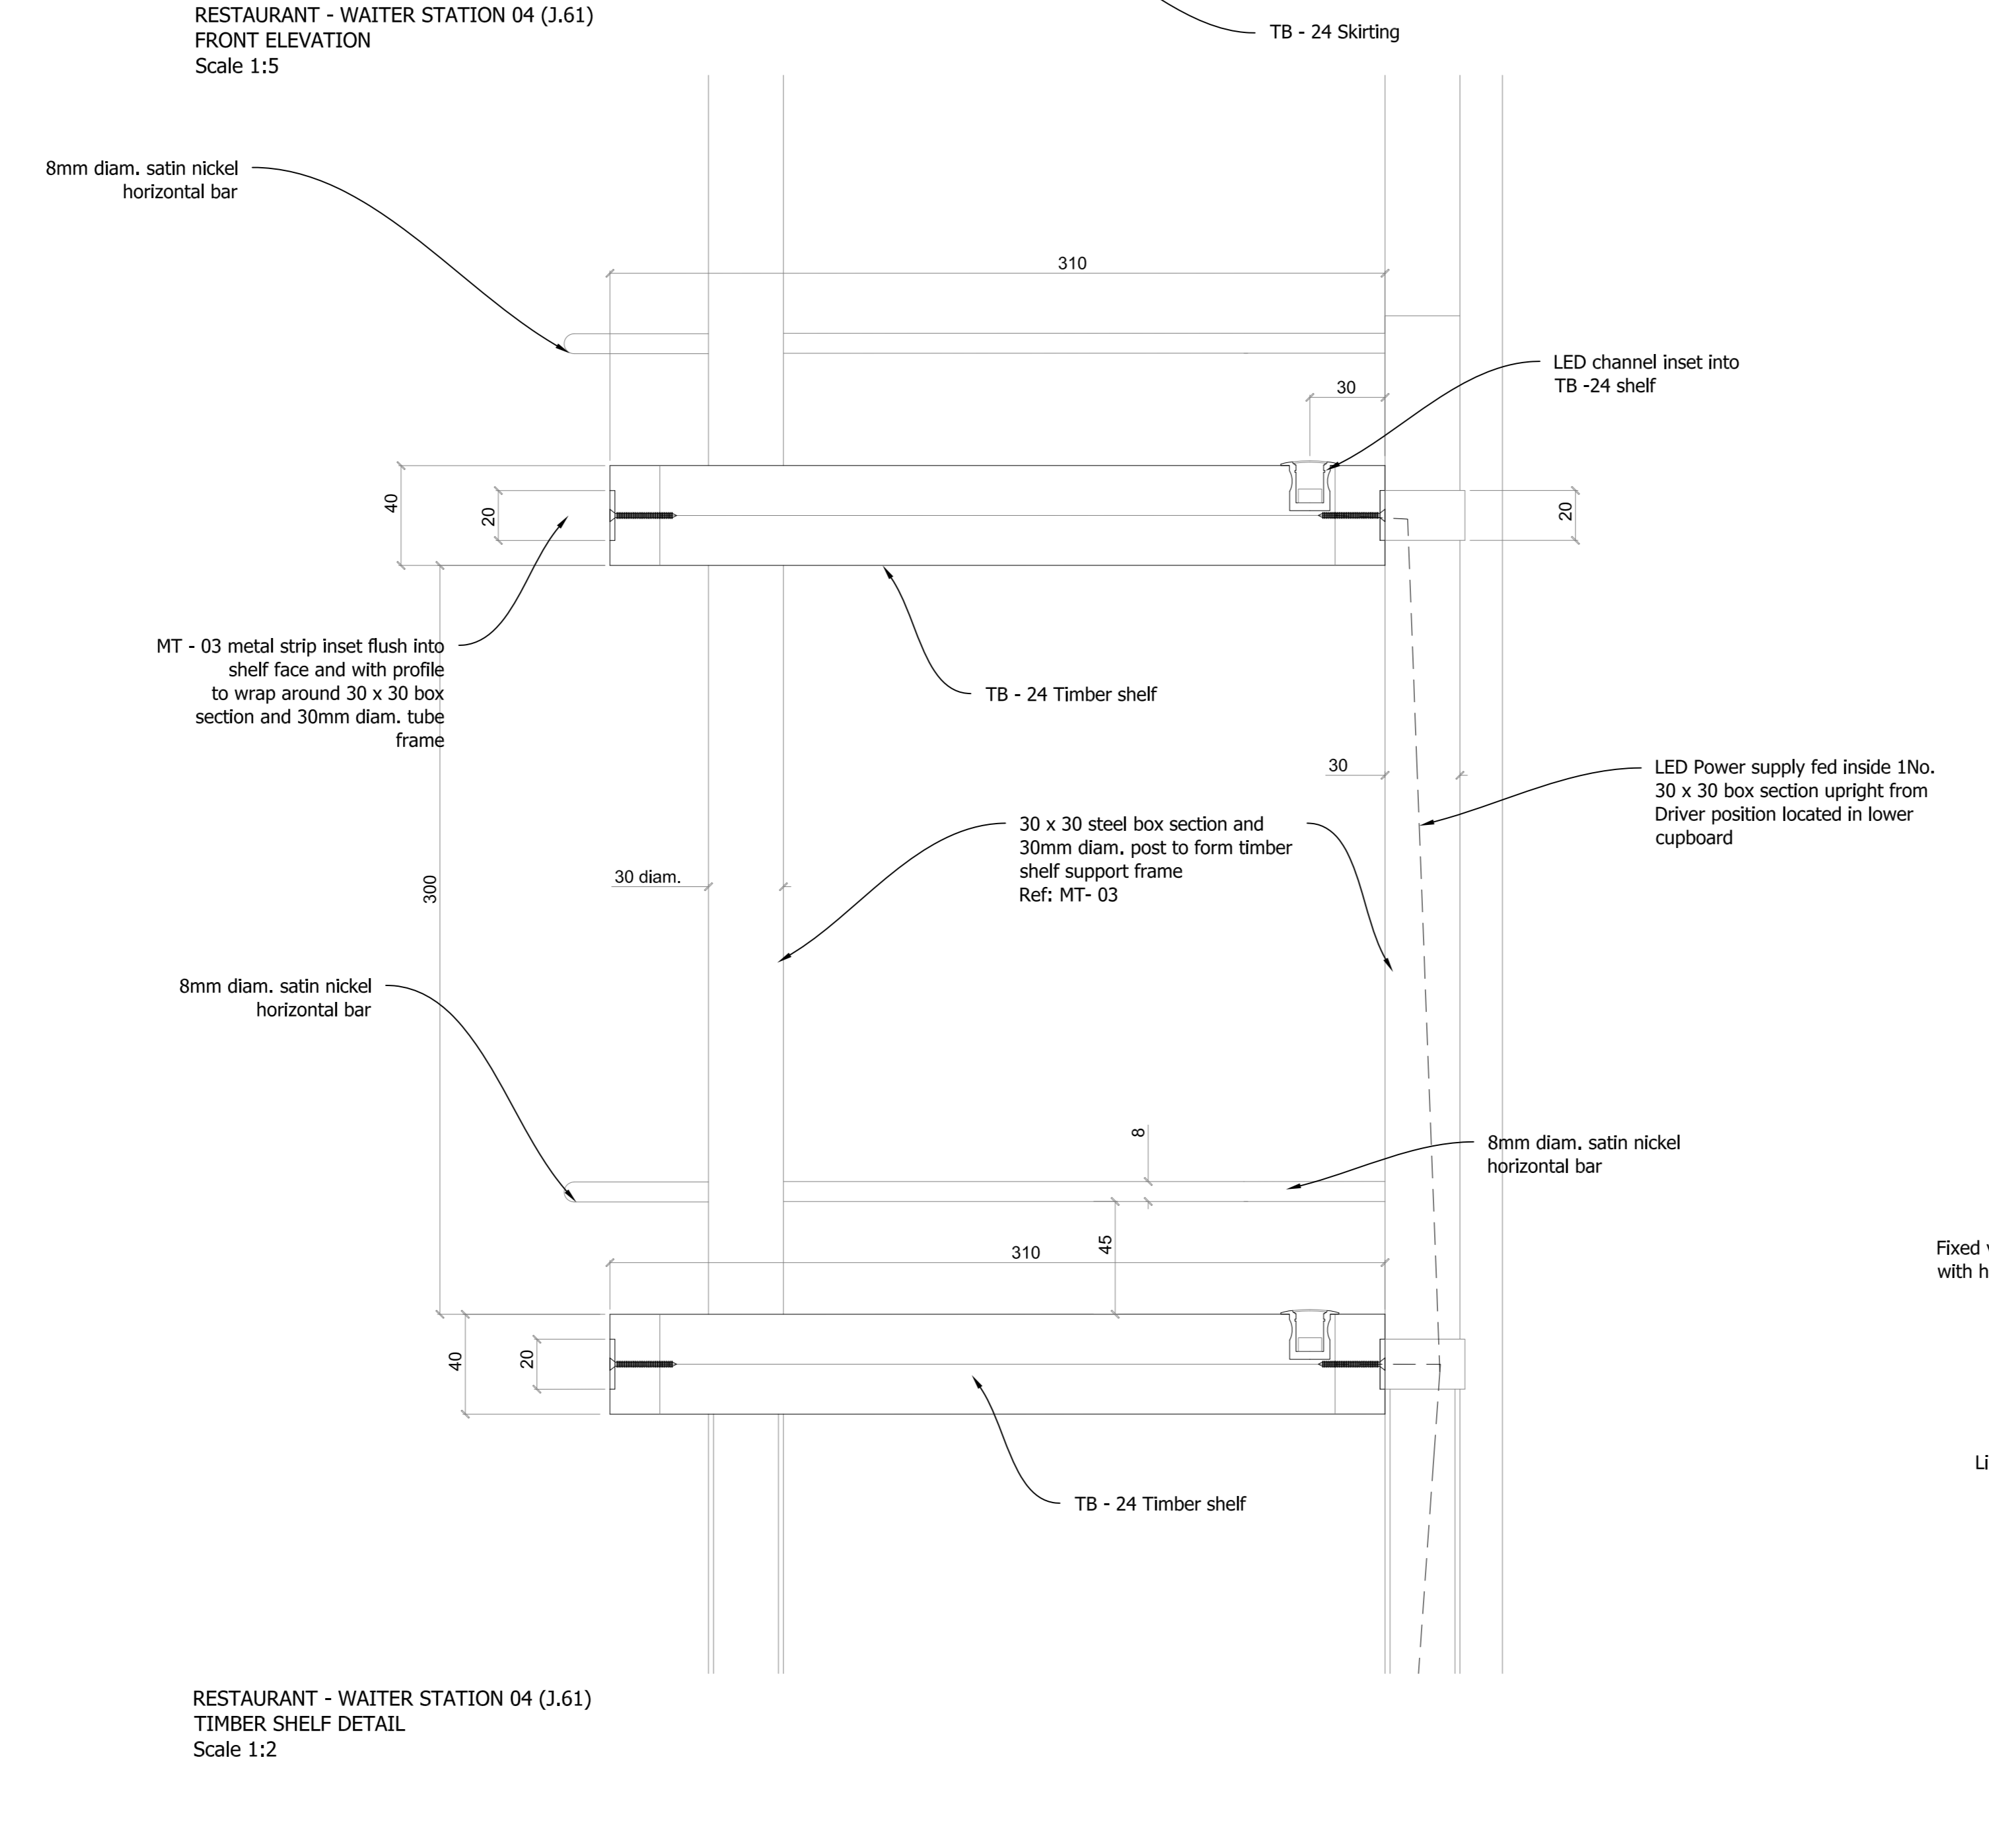 RESTAURANT - WAITER STATION 04 (J.61)
FRONT ELEVATION
Scale 1:5
TB - 24 Skirting
8mm diam. satin nickel
horizontal bar
310
LED channel inset into
TB -24 shelf
30
40
20
20
MT - 03 metal strip inset flush into
shelf face and with profile
to wrap around 30 x 30 box
section and 30mm diam. tube
frame
TB - 24 Timber shelf
30
LED Power supply fed inside 1No.
30 x 30 box section upright from
Driver position located in lower
cupboard
30 x 30 steel box section and
30mm diam. post to form timber
shelf support frame
Ref: MT- 03
30 diam.
300
8mm diam. satin nickel
horizontal bar
8
8mm diam. satin nickel
horizontal bar
45
310
Fixed
with h
40
20
Li
TB - 24 Timber shelf
RESTAURANT - WAITER STATION 04 (J.61)
TIMBER SHELF DETAIL
Scale 1:2